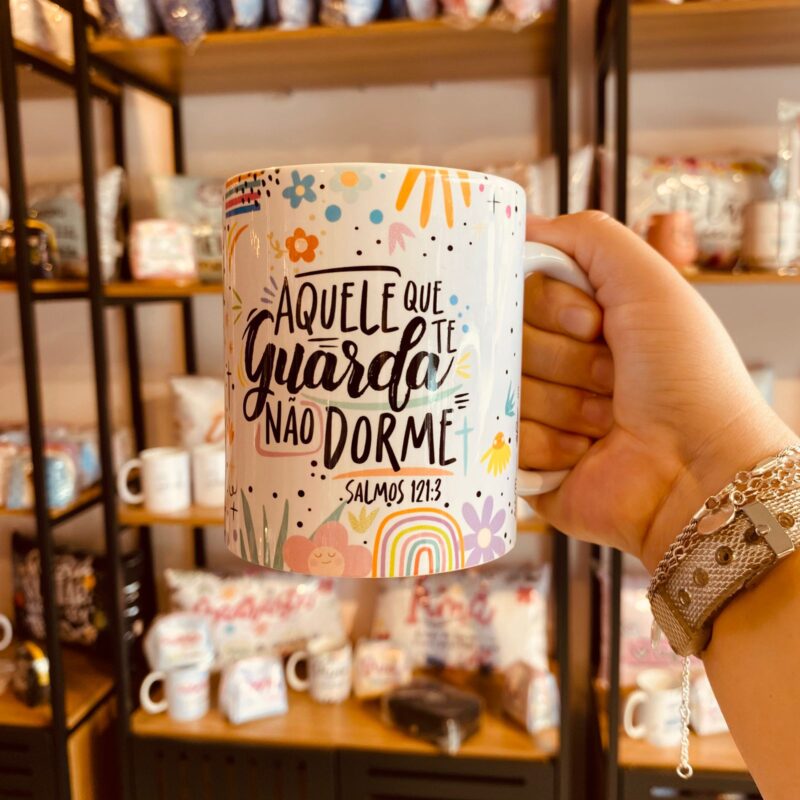 AQUELE QUE
TE
Guarda
NÃO DORME
SALMOS 121:3